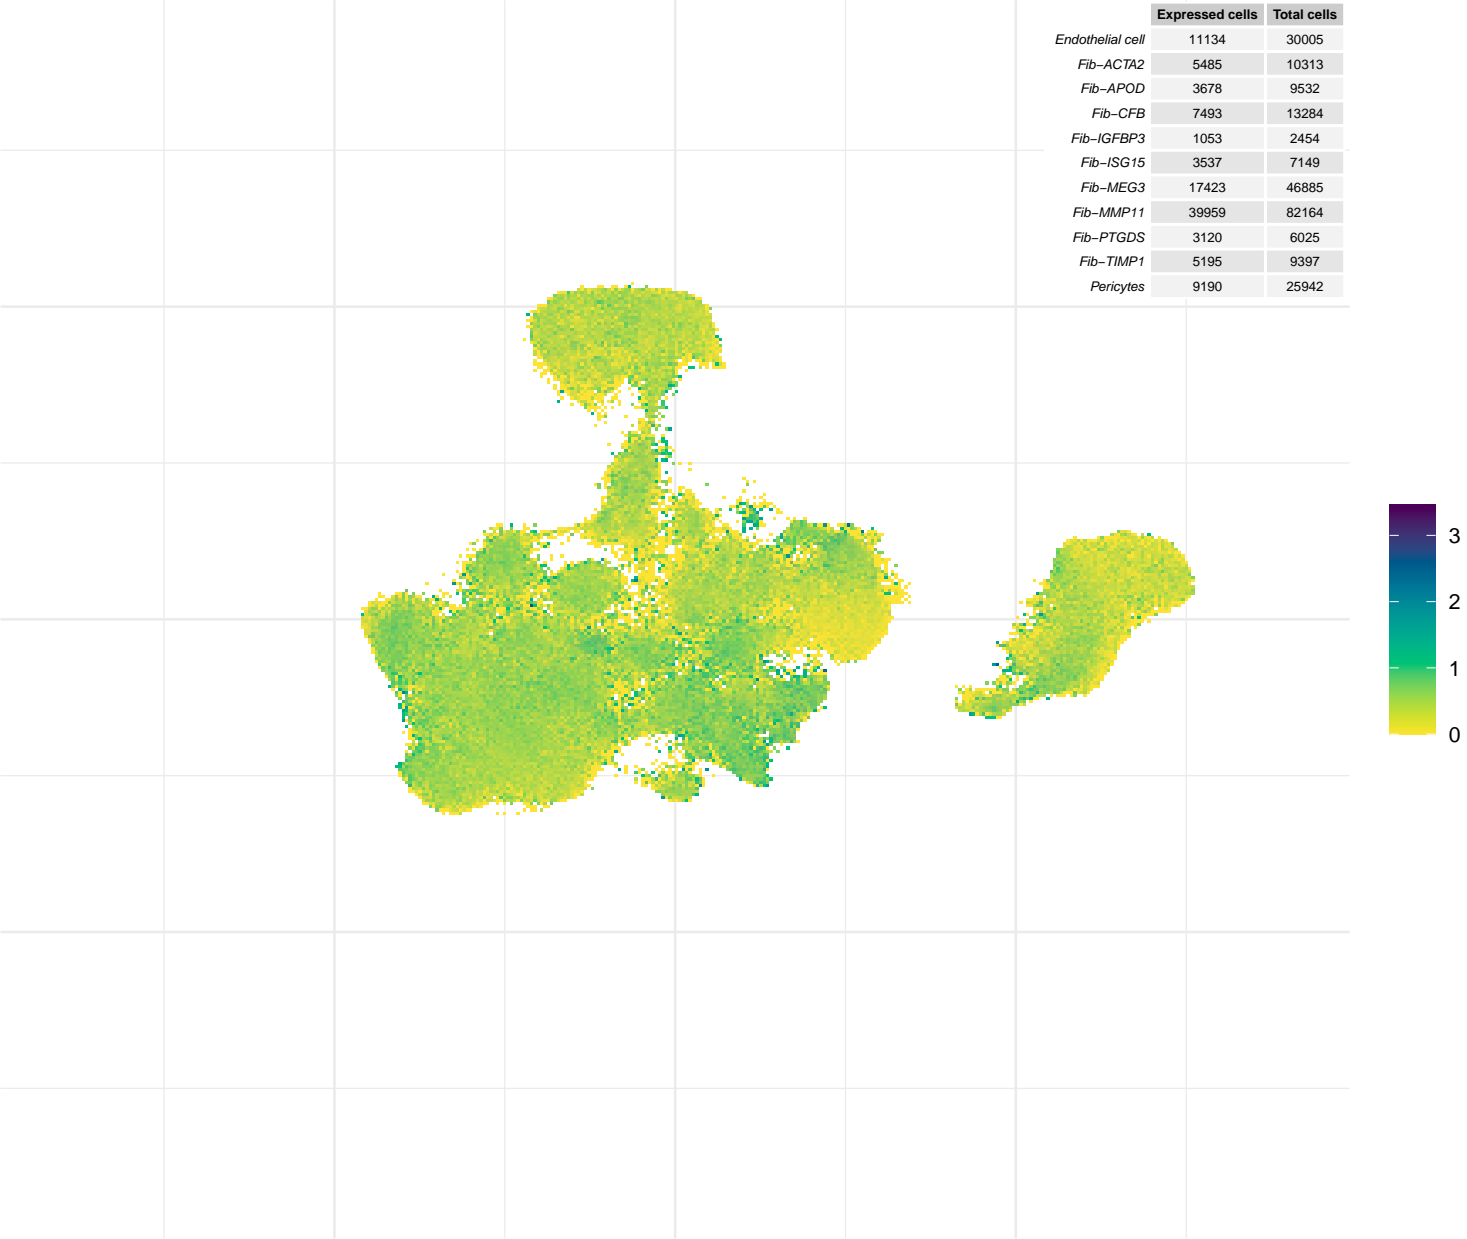 Expressed cells Total cells
Endothelial cell 11134 30005
Fib−ACTA2 5485 10313
Fib−APOD 3678 9532
Fib−CFB 7493 13284
Fib−IGFBP3 1053 2454
Fib−ISG15 3537 7149
Fib−MEG3 17423 46885
Fib−MMP11 39959 82164
Fib−PTGDS 3120 6025
Fib−TIMP1 5195 9397
Pericytes 9190 25942
3
2
1
0